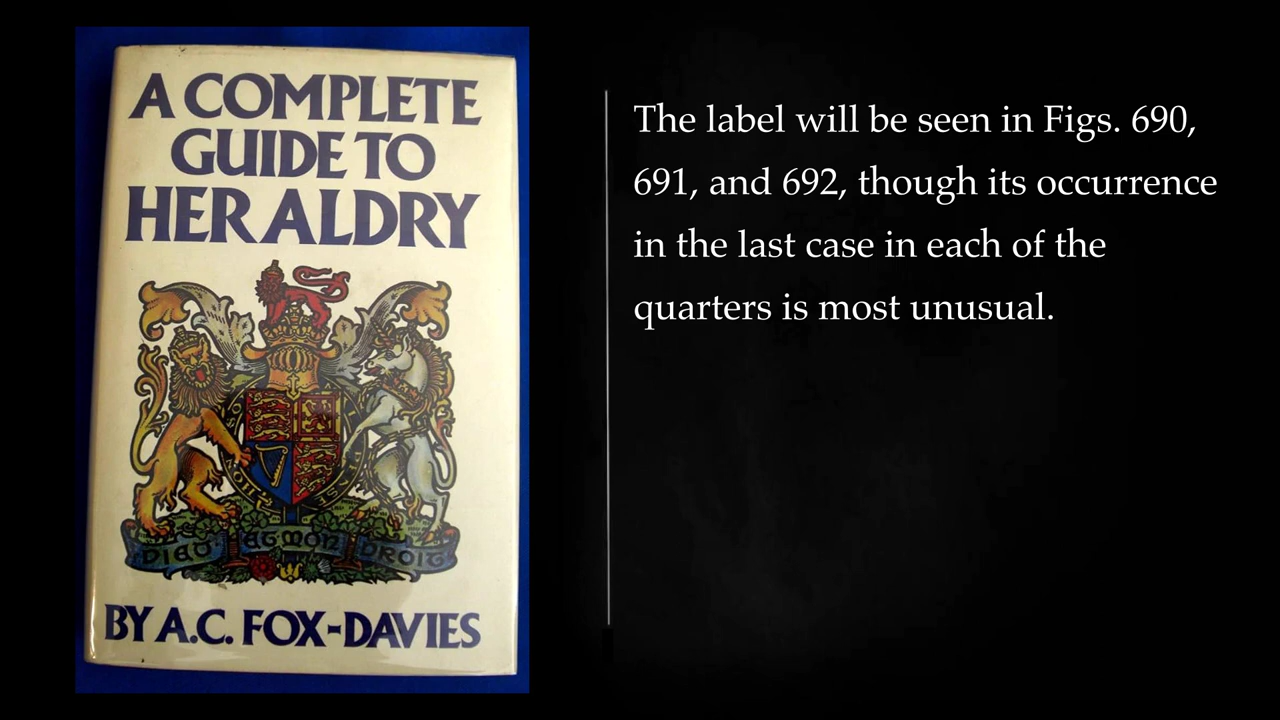 A COMPLETE
GUIDE TO
HERALDRY
DIEU ET MON DROIT
BY A.C. FOX-DAVIES
The label will be seen in Figs. 690,
691, and 692, though its occurrence
in the last case in each of the
quarters is most unusual.